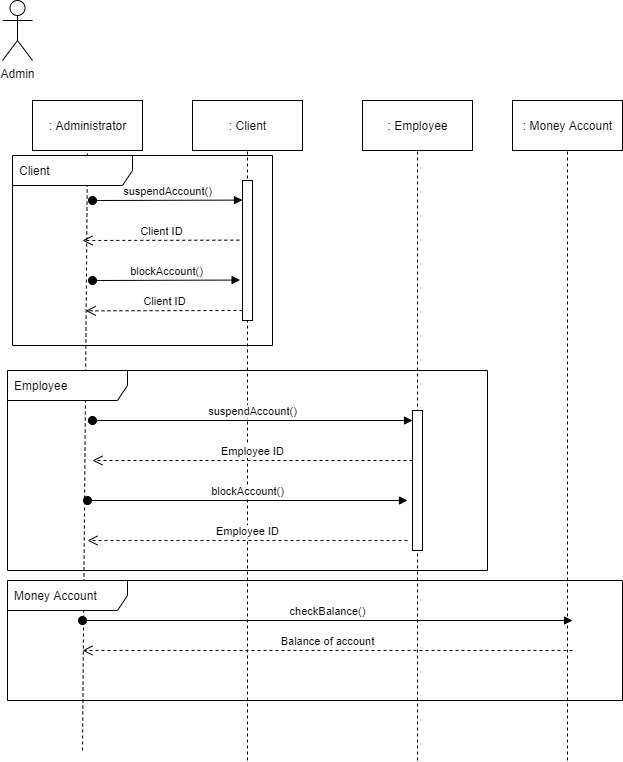 Admin
: Administrator
: Client
: Employee
: Money Account
Client
suspendAccount()
Client ID
blockAccount()
Client ID
Employee
suspendAccount()
Employee ID
blockAccount()
Employee ID
Money Account
checkBalance()
Balance of account